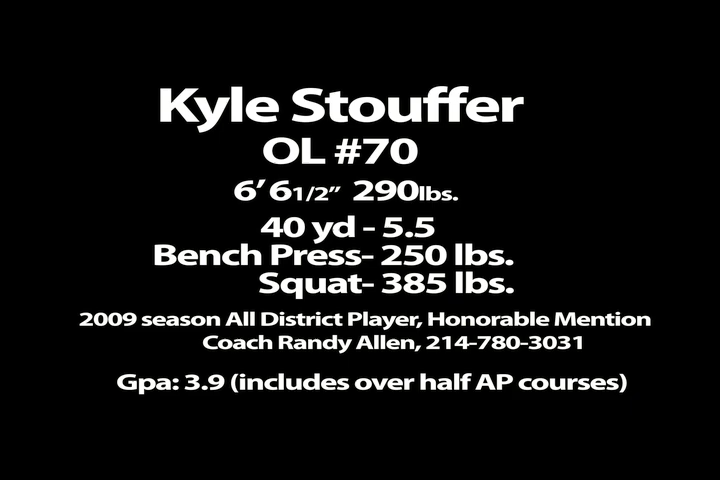 Kyle Stouffer
OL #70
6’ 6 1/2” 290lbs.
40 yd - 5.5
Bench Press- 250 lbs.
Squat- 385 lbs.
2009 season All District Player, Honorable Mention
Coach Randy Allen, 214-780-3031
Gpa: 3.9 (includes over half AP courses)